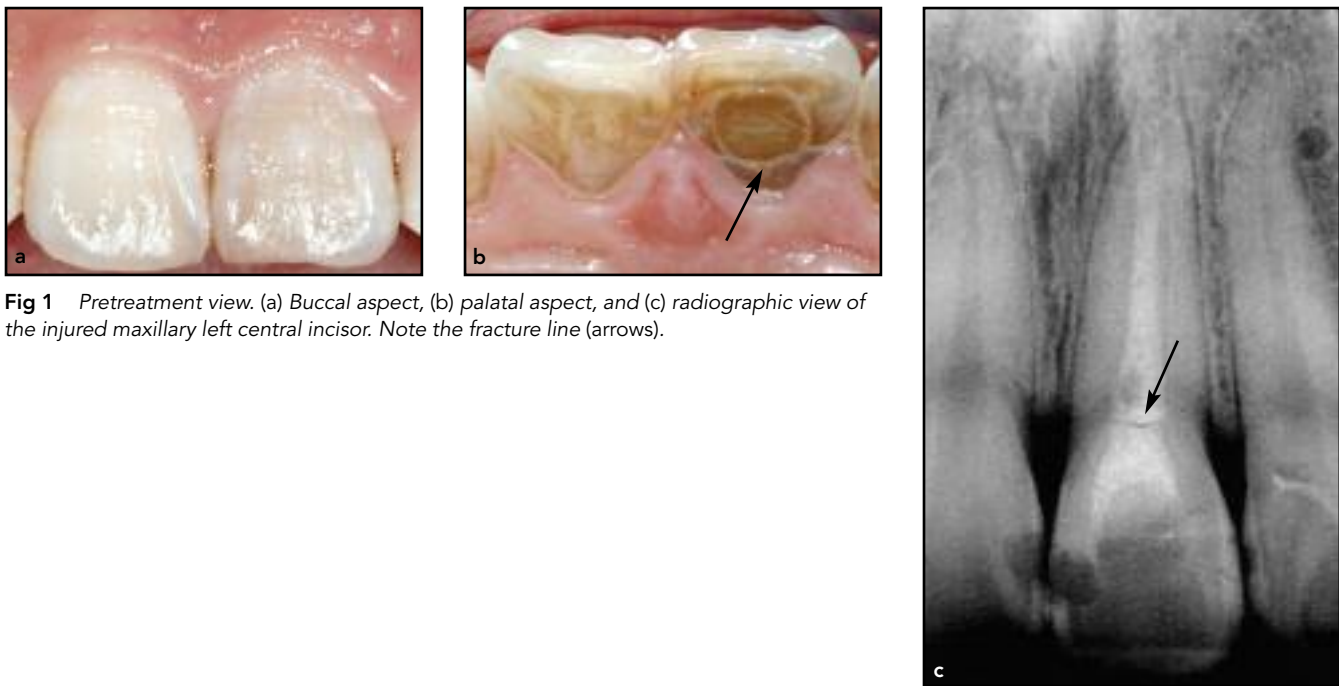 a
b
Fig 1 Pretreatment view. (a) Buccal aspect, (b) palatal aspect, and (c) radiographic view of
the injured maxillary left central incisor. Note the fracture line (arrows).
c